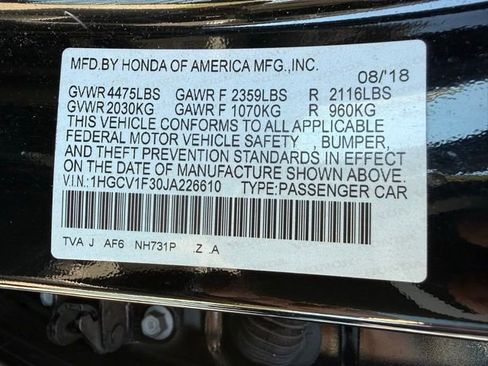 MFD.BY HONDA OF AMERICA MFG.,INC. 08/'18
GVWR 4475LBS GAWR F 2359LBS R 2116LBS
GVWR 2030KG GAWR F 1070KG R 960KG
THIS VEHICLE CONFORMS TO ALL APPLICABLE
FEDERAL MOTOR VEHICLE SAFETY , BUMPER,
AND THEFT PREVENTION STANDARDS IN EFFECT
ON THE DATE OF MANUFACTURE SHOWN ABOVE.
V.I.N.:1HGCV1F30JA226610 TYPE:PASSENGER CAR
TVA J AF6 NH731P .Z .A